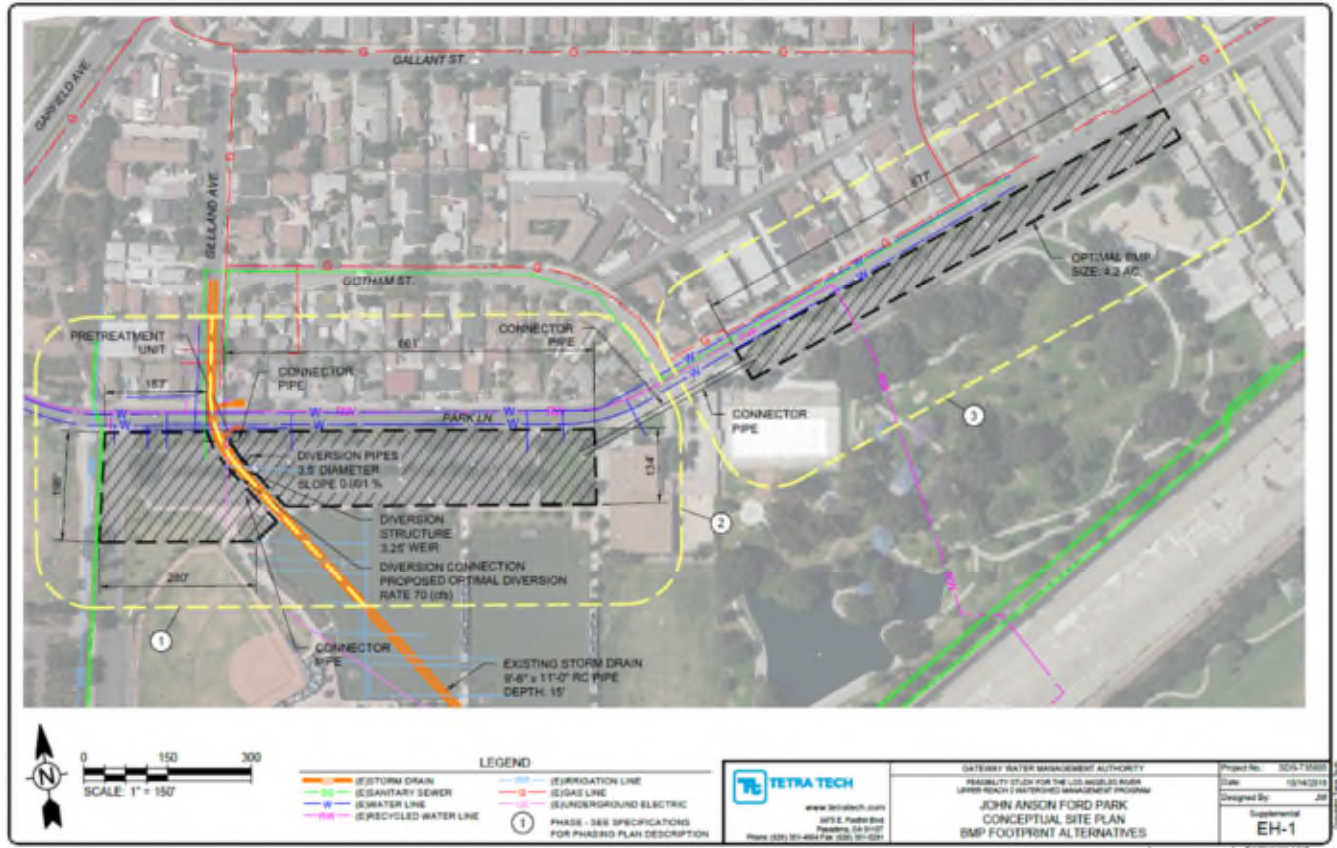 GALLANT ST.
GARFIELD AVE
G
G
G
G
G
GILLILAND AVE
G
877'
OPTIMAL BMP
SIZE: 4.2 AC
G
G
GOTHAM ST.
PRETREATMENT
UNIT
CONNECTOR
PIPE
661'
CONNECTOR
PIPE
G
G
W
W
W
183'
W
W
RW
PARK LN
W
W
CONNECTOR
PIPE
3
DIVERSION PIPES
3.5' DIAMETER
SLOPE 0.001 %
198'
134'
RW
DIVERSION
STRUCTURE
3.25' WEIR
2
DIVERSION CONNECTION
PROPOSED OPTIMAL DIVERSION
RATE 70 (cfs)
280'
RW
1
CONNECTOR
PIPE
EXISTING STORM DRAIN
9'-6" x 11'-0" RC PIPE
DEPTH: 15'
N
0 150 300
SCALE: 1" = 150'
LEGEND
(E)STORM DRAIN
(E)SANITARY SEWER
W (E)WATER LINE
RW (E)RECYCLED WATER LINE
(E)IRRIGATION LINE
G (E)GAS LINE
(E)UNDERGROUND ELECTRIC
1 PHASE - SEE SPECIFICATIONS
FOR PHASING PLAN DESCRIPTION
TETRA TECH
www.tetratech.com
GATEWAY WATER MANAGEMENT AUTHORITY
FEASIBILITY STUDY FOR THE LOS ANGELES RIVER
UPPER REACH 2 WATERSHED MANAGEMENT PROGRAM
JOHN ANSON FORD PARK
CONCEPTUAL SITE PLAN
BMP FOOTPRINT ALTERNATIVES
Project No.:
Date:
Designed By:
Supplemental
EH-1